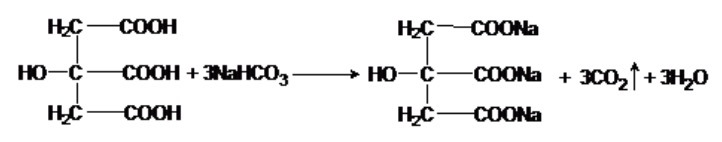 H₂C—COOH H₂C—COONa
HO—C—COOH + 3NaHCO₃ ⟶ HO—C—COONa + 3CO₂↑ + 3H₂O
H₂C—COOH H₂C—COONa